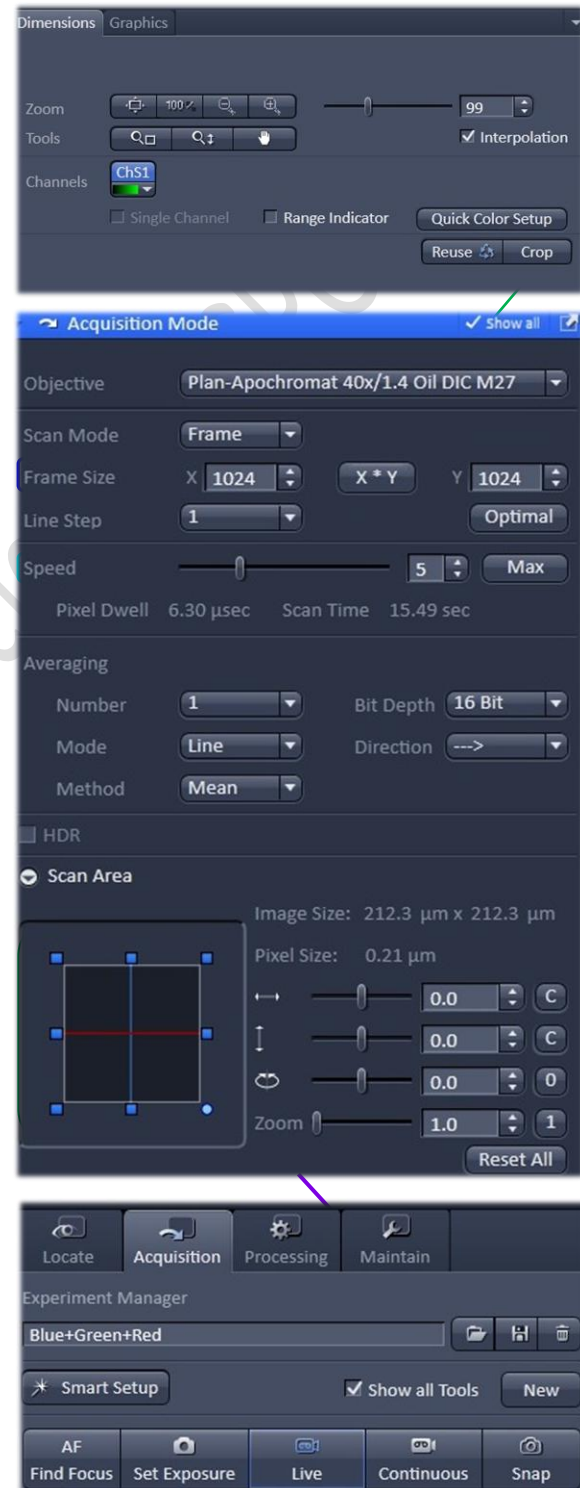 Dimensions Graphics
Zoom 100% 99
Tools Interpolation
Channels ChS1
Single Channel Range Indicator Quick Color Setup
Reuse Crop
Acquisition Mode Show all
Objective Plan-Apochromat 40x/1.4 Oil DIC M27
Scan Mode Frame
Frame Size X 1024 X * Y Y 1024
Line Step 1 Optimal
Speed 5 Max
Pixel Dwell 6.30 µsec Scan Time 15.49 sec
Averaging
Number 1 Bit Depth 16 Bit
Mode Line Direction --->
Method Mean
HDR
Scan Area
Image Size: 212.3 µm x 212.3 µm
Pixel Size: 0.21 µm
0.0 C
0.0 C
0.0 0
Zoom 1.0 1
Reset All
Locate Acquisition Processing Maintain
Experiment Manager
Blue+Green+Red
Smart Setup Show all Tools New
AF
Find Focus Set Exposure Live Continuous Snap